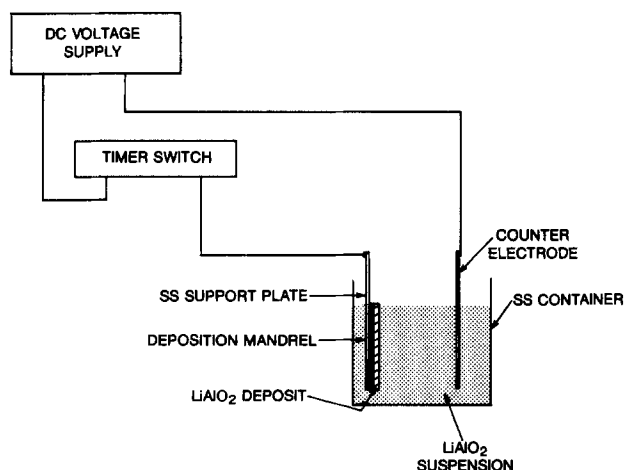 DC VOLTAGE
SUPPLY
TIMER SWITCH
COUNTER
ELECTRODE
SS SUPPORT PLATE
SS CONTAINER
DEPOSITION MANDREL
LiAlO₂ DEPOSIT
LiAlO₂
SUSPENSION